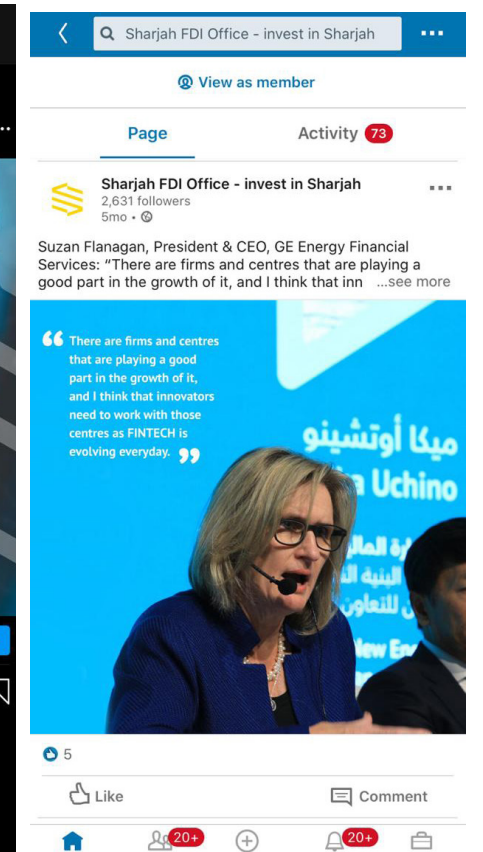 Sharjah FDI Office - invest in Sharjah
View as member
Page
Activity 73
Sharjah FDI Office - invest in Sharjah
2,631 followers
5mo •
Suzan Flanagan, President & CEO, GE Energy Financial
Services: “There are firms and centres that are playing a
good part in the growth of it, and I think that inn ...see more
“ There are firms and centres
that are playing a good
part in the growth of it,
and I think that innovators
need to work with those
centres as FINTECH is
evolving everyday. ”
ميكا أوتشينو
Uchino
البنية
للتعاون
New
5
Like
Comment
20+
20+